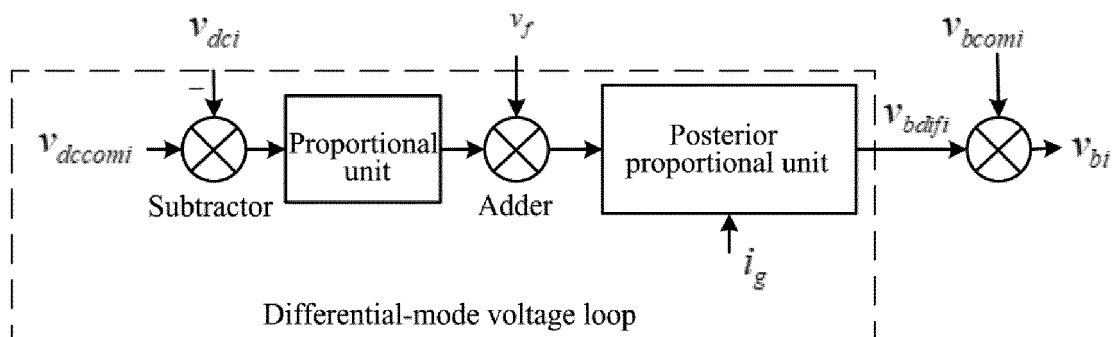 v_dci
v_f
v_bcomi
−
v_dccomi
Proportional
unit
Posterior
proportional unit
v_bdifi
v_bi
Subtractor
Adder
i_g
Differential-mode voltage loop